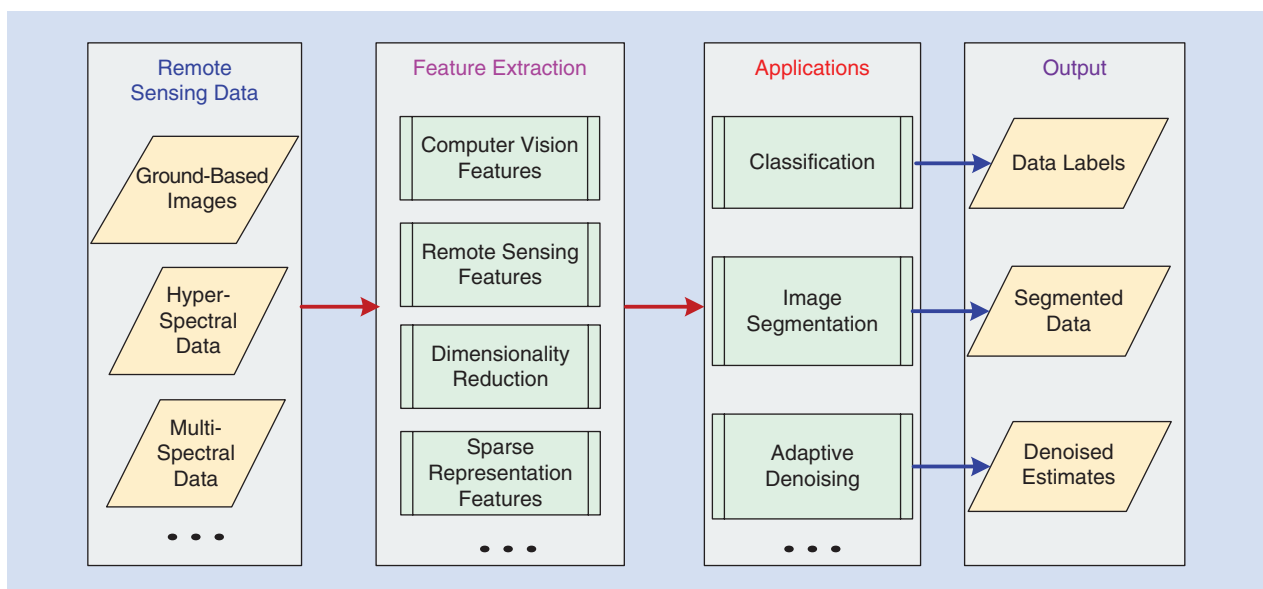 Remote
Sensing Data
Ground-Based
Images
Hyper-
Spectral
Data
Multi-
Spectral
Data
• • •
Feature Extraction
Computer Vision
Features
Remote Sensing
Features
Dimensionality
Reduction
Sparse
Representation
Features
• • •
Applications
Classification
Image
Segmentation
Adaptive
Denoising
• • •
Output
Data Labels
Segmented
Data
Denoised
Estimates